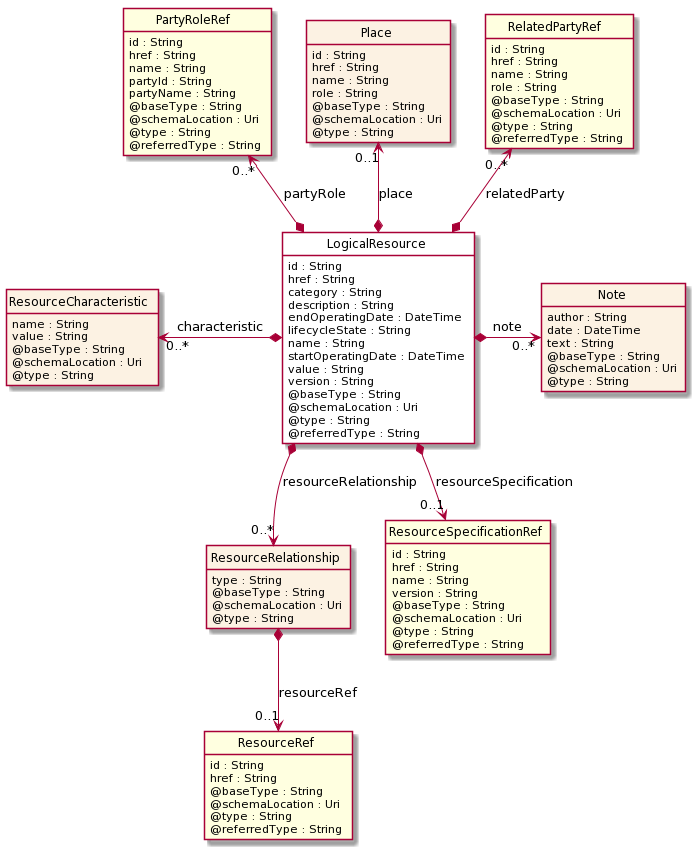 PartyRoleRef
id : String
href : String
name : String
partyId : String
partyName : String
@baseType : String
@schemaLocation : Uri
@type : String
@referredType : String
Place
id : String
href : String
name : String
role : String
@baseType : String
@schemaLocation : Uri
@type : String
RelatedPartyRef
id : String
href : String
name : String
role : String
@baseType : String
@schemaLocation : Uri
@type : String
@referredType : String
0..*
partyRole
0..1
place
0..*
relatedParty
ResourceCharacteristic
name : String
value : String
@baseType : String
@schemaLocation : Uri
@type : String
characteristic
0..*
LogicalResource
id : String
href : String
category : String
description : String
endOperatingDate : DateTime
lifecycleState : String
name : String
startOperatingDate : DateTime
value : String
version : String
@baseType : String
@schemaLocation : Uri
@type : String
@referredType : String
note
0..*
Note
author : String
date : DateTime
text : String
@baseType : String
@schemaLocation : Uri
@type : String
resourceRelationship
0..*
resourceSpecification
0..1
ResourceRelationship
type : String
@baseType : String
@schemaLocation : Uri
@type : String
ResourceSpecificationRef
id : String
href : String
name : String
version : String
@baseType : String
@schemaLocation : Uri
@type : String
@referredType : String
resourceRef
0..1
ResourceRef
id : String
href : String
@baseType : String
@schemaLocation : Uri
@type : String
@referredType : String